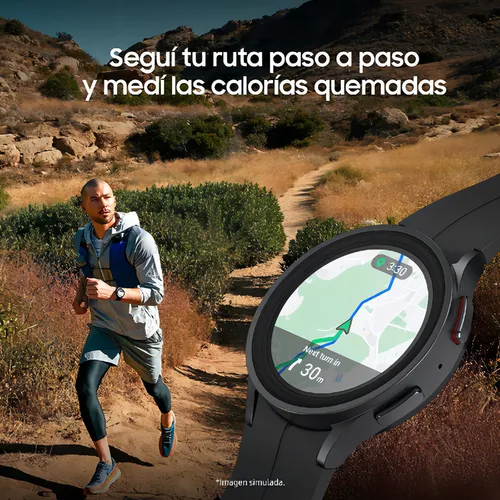 Seguí tu ruta paso a paso
y medí las calorías quemadas
3:30
Next turn in
30m
*Imagen simulada.